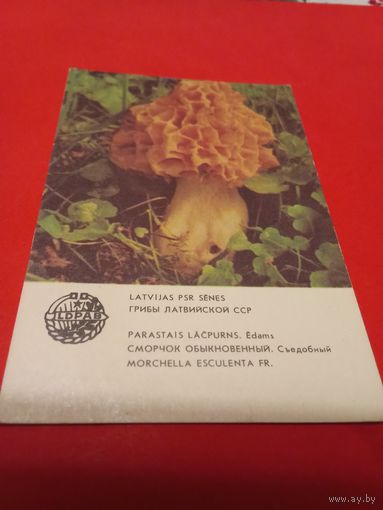 LATVIJAS PSR SĒNES
ГРИБЫ ЛАТВИЙСКОЙ ССР
LDPAB
PARASTAIS LĀČPURNS. Ēdams
СМОРЧОК ОБЫКНОВЕННЫЙ. Съедобный
MORCHELLA ESCULENTA FR.
www.ay.by